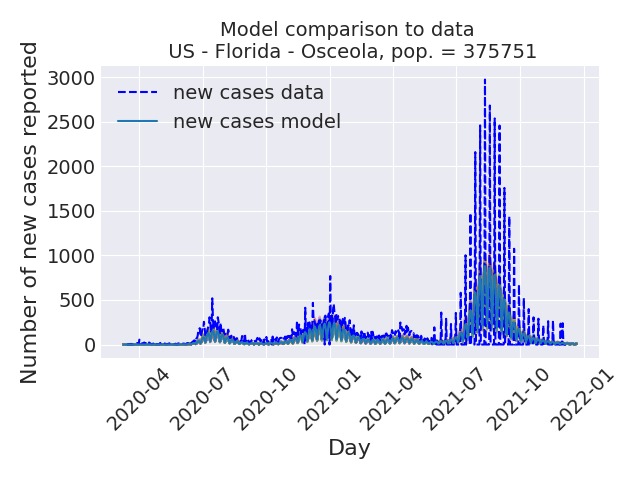 Model comparison to data
US - Florida - Osceola, pop. = 375751
new cases data
new cases model
Number of new cases reported
3000
2500
2000
1500
1000
500
0
2020-04
2020-07
2020-10
2021-01
2021-04
2021-07
2021-10
2022-01
Day